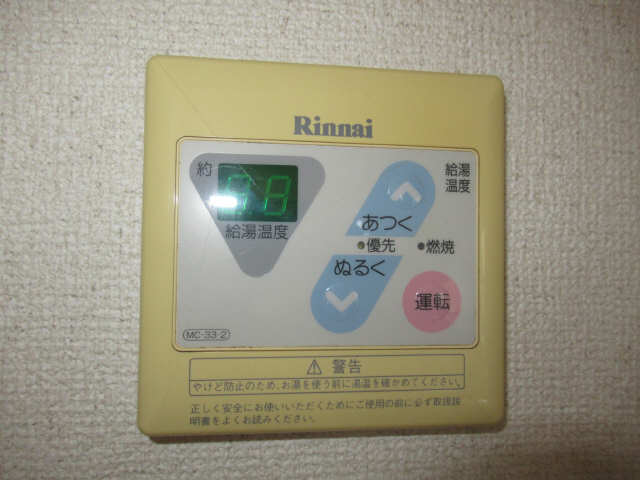 Rinnai
約
給湯温度
給湯
温度
あつく
優先
燃焼
ぬるく
運転
MC-33-2
警告
やけど防止のため、お湯を使う前に湯温を確かめてください。
正しく安全にお使いいただくためにご使用の前に必ず取扱説
明書をよくお読みください。